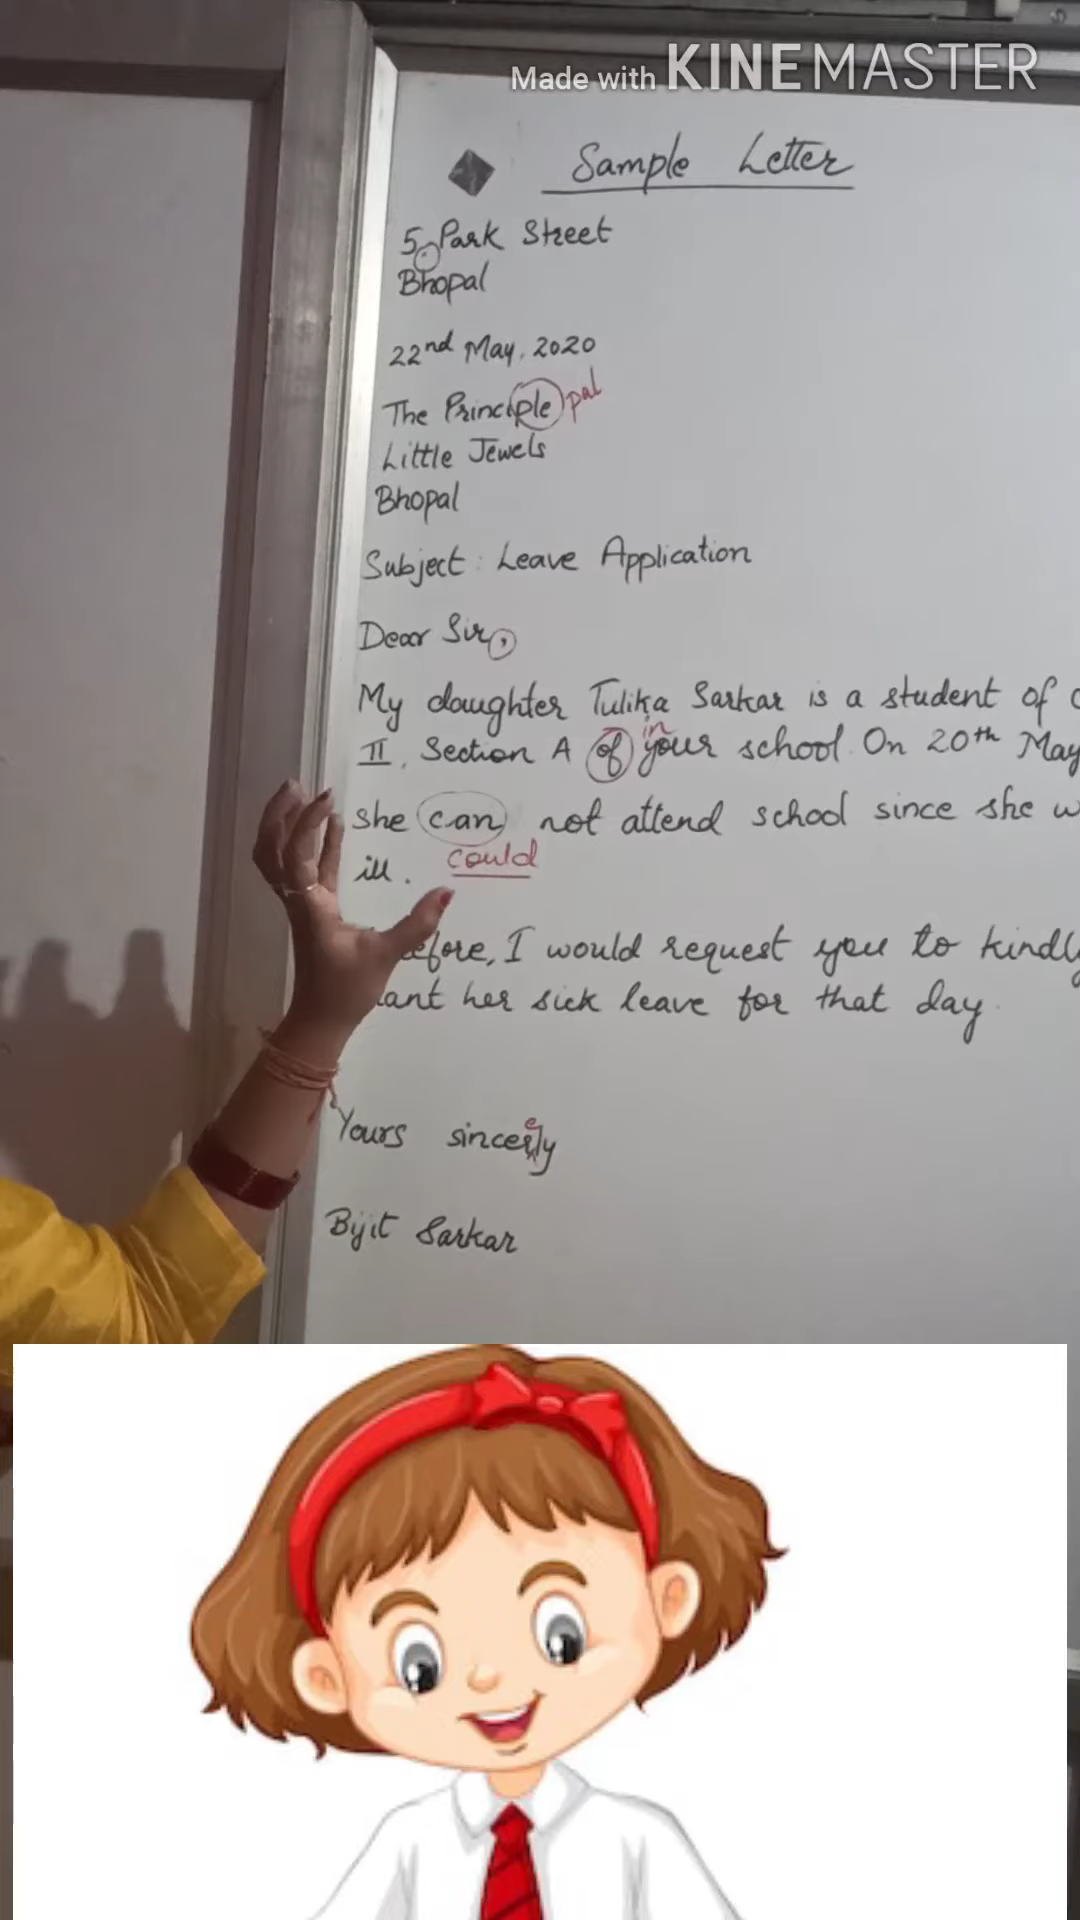 Made with KINEMASTER
Sample Letter
5, Park Street
Bhopal
22nd May, 2020
The Principle pal
Little Jewels
Bhopal
Subject: Leave Application
Dear Sir,
My daughter Tulika Sarkar is a student of
in
II, Section A of your school. On 20th May
she can not attend school since she
could
ill.
I would request you to kindly
her sick leave for that day.
Yours sincerly
e
Bijit Sarkar